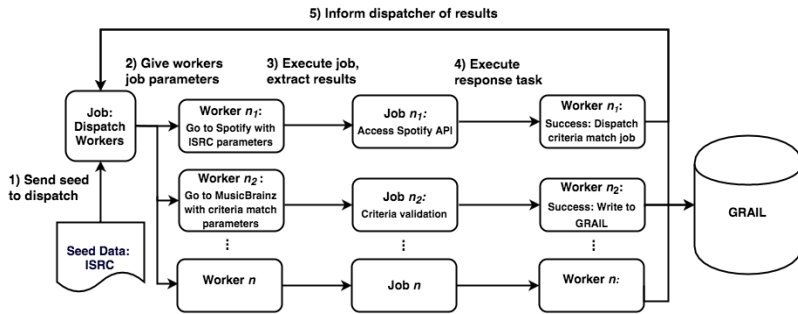 5) Inform dispatcher of results
2) Give workers
job parameters
3) Execute job,
extract results
4) Execute
response task
Job:
Dispatch
Workers
Worker n1:
Go to Spotify with
ISRC parameters
Job n1:
Access Spotify API
Worker n1:
Success: Dispatch
criteria match job
1) Send seed
to dispatch
Worker n2:
Go to MusicBrainz
with criteria match
parameters
Job n2:
Criteria validation
Worker n2:
Success: Write to
GRAIL
GRAIL
Seed Data:
ISRC
Worker n
Job n
Worker n: